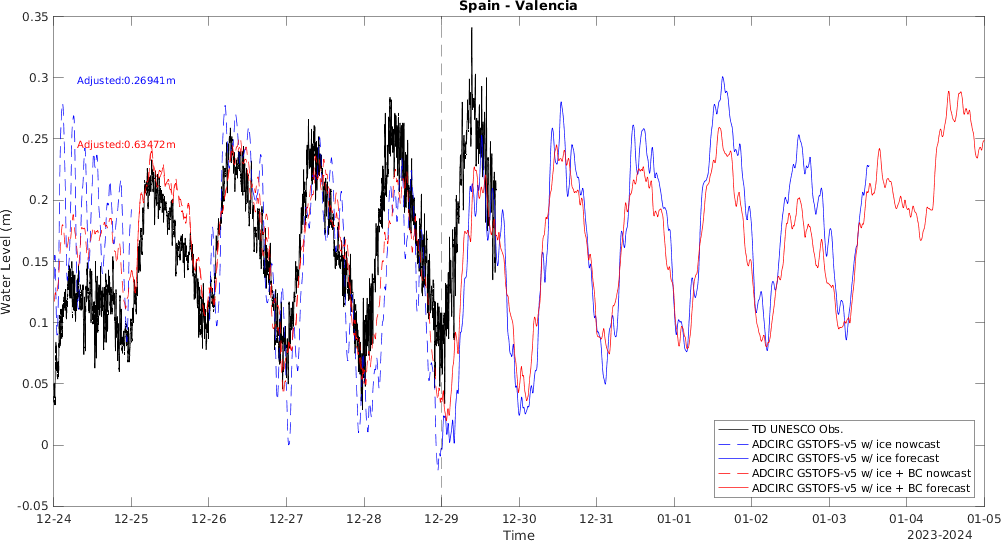 Spain - Valencia
0.35
0.3
0.25
0.2
0.15
0.1
0.05
0
-0.05
Water Level (m)
Adjusted:0.26941m
Adjusted:0.63472m
TD UNESCO Obs.
ADCIRC GSTOFS-v5 w/ ice nowcast
ADCIRC GSTOFS-v5 w/ ice forecast
ADCIRC GSTOFS-v5 w/ ice + BC nowcast
ADCIRC GSTOFS-v5 w/ ice + BC forecast
12-24 12-25 12-26 12-27 12-28 12-29 12-30 12-31 01-01 01-02 01-03 01-04 01-05
Time
2023-2024